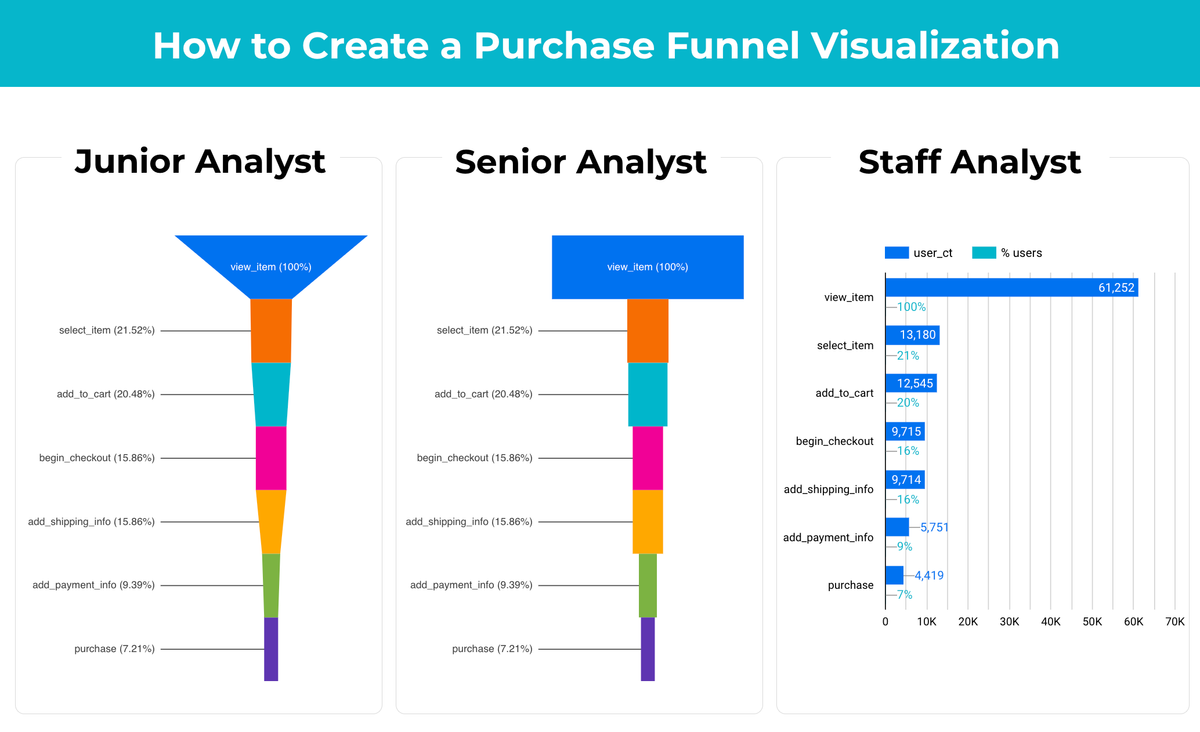 How to Create a Purchase Funnel Visualization
Junior Analyst
view_item (100%)
select_item (21.52%)
add_to_cart (20.48%)
begin_checkout (15.86%)
add_shipping_info (15.86%)
add_payment_info (9.39%)
purchase (7.21%)
Senior Analyst
view_item (100%)
select_item (21.52%)
add_to_cart (20.48%)
begin_checkout (15.86%)
add_shipping_info (15.86%)
add_payment_info (9.39%)
purchase (7.21%)
Staff Analyst
user_ct % users
view_item 61,252
100%
select_item 13,180
21%
add_to_cart 12,545
20%
begin_checkout 9,715
16%
add_shipping_info 9,714
16%
add_payment_info 5,751
9%
purchase 4,419
7%
0 10K 20K 30K 40K 50K 60K 70K